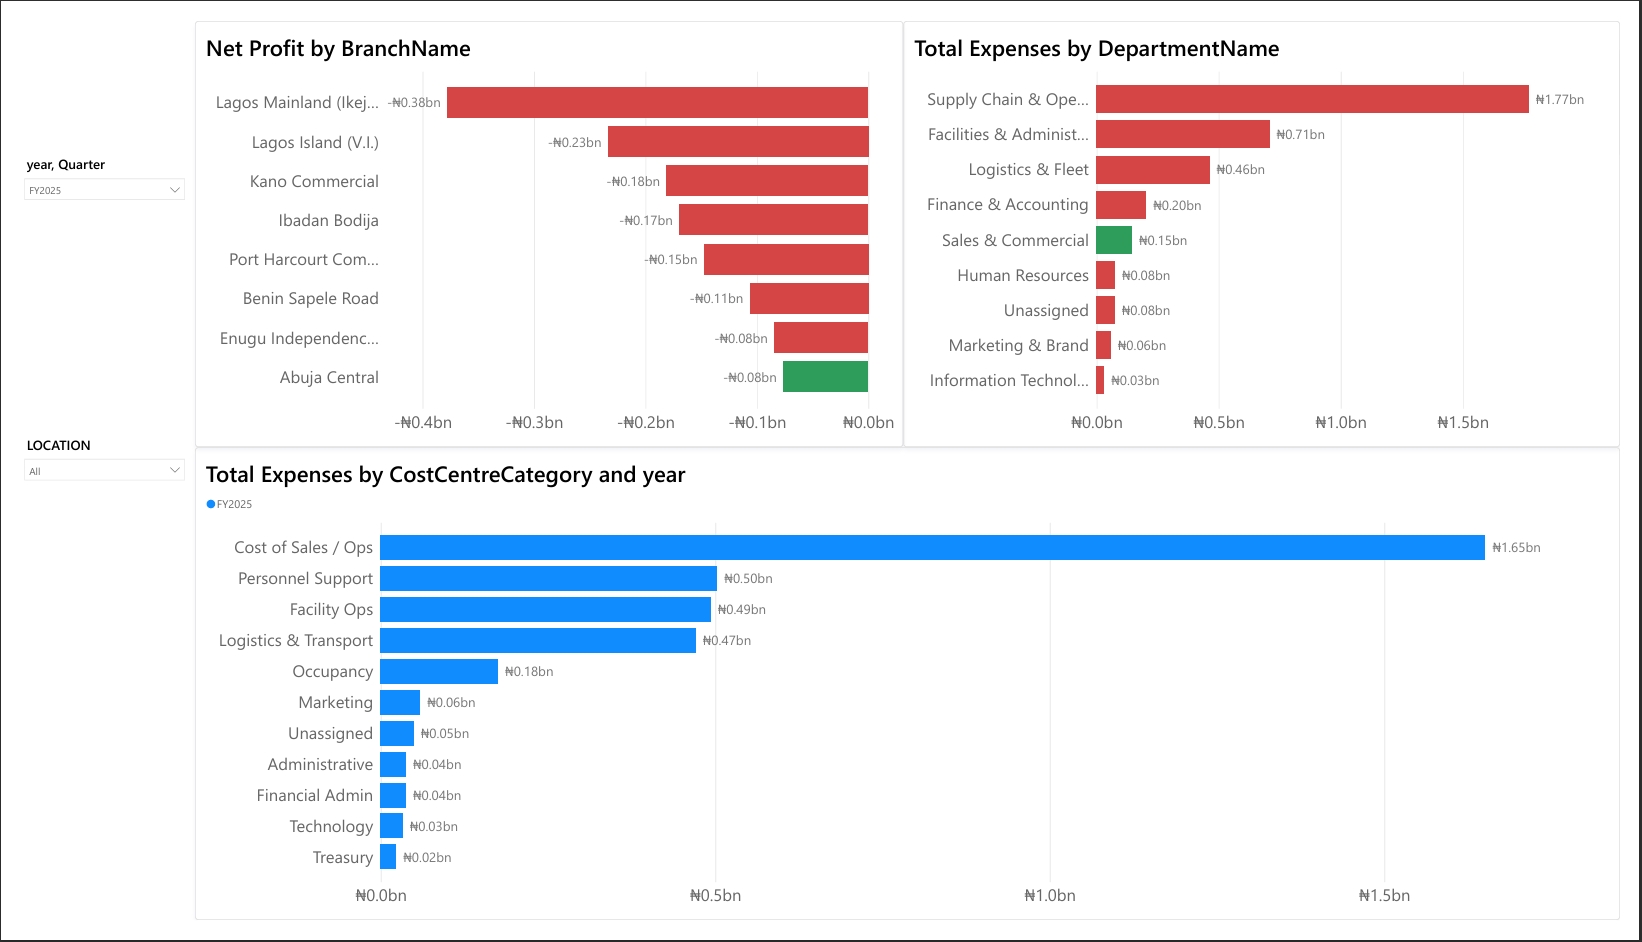 year, Quarter
FY2025
LOCATION
All
Net Profit by BranchName
Lagos Mainland (Ikej... -₦0.38bn
Lagos Island (V.I.) -₦0.23bn
Kano Commercial -₦0.18bn
Ibadan Bodija -₦0.17bn
Port Harcourt Com... -₦0.15bn
Benin Sapele Road -₦0.11bn
Enugu Independenc... -₦0.08bn
Abuja Central -₦0.08bn
-₦0.4bn -₦0.3bn -₦0.2bn -₦0.1bn ₦0.0bn
Total Expenses by DepartmentName
Supply Chain & Ope... ₦1.77bn
Facilities & Administ... ₦0.71bn
Logistics & Fleet ₦0.46bn
Finance & Accounting ₦0.20bn
Sales & Commercial ₦0.15bn
Human Resources ₦0.08bn
Unassigned ₦0.08bn
Marketing & Brand ₦0.06bn
Information Technol... ₦0.03bn
₦0.0bn ₦0.5bn ₦1.0bn ₦1.5bn
Total Expenses by CostCentreCategory and year
FY2025
Cost of Sales / Ops ₦1.65bn
Personnel Support ₦0.50bn
Facility Ops ₦0.49bn
Logistics & Transport ₦0.47bn
Occupancy ₦0.18bn
Marketing ₦0.06bn
Unassigned ₦0.05bn
Administrative ₦0.04bn
Financial Admin ₦0.04bn
Technology ₦0.03bn
Treasury ₦0.02bn
₦0.0bn ₦0.5bn ₦1.0bn ₦1.5bn